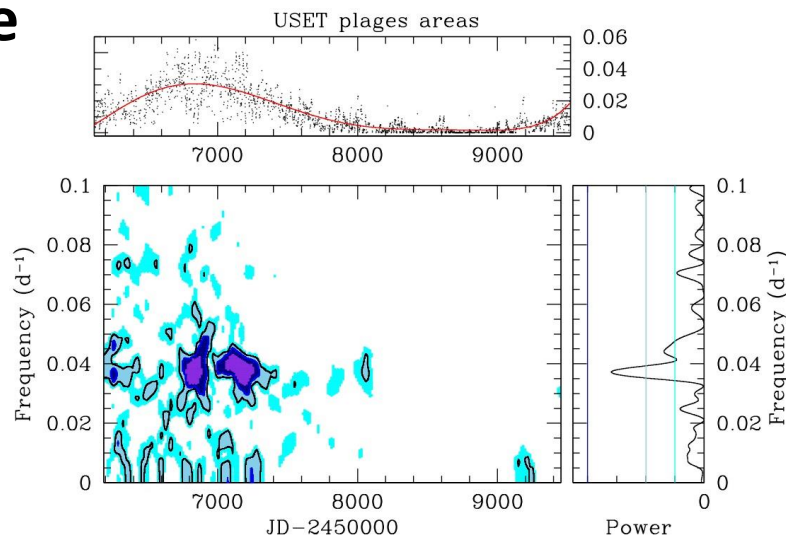 e
USET plages areas
0.06
0.04
0.02
0
7000 8000 9000
0.1 0.1
0.08 0.08
0.06 0.06
0.04 0.04
0.02 0.02
0 0
Frequency (d⁻¹) Frequency (d⁻¹)
7000 8000 9000 0
JD−2450000 Power